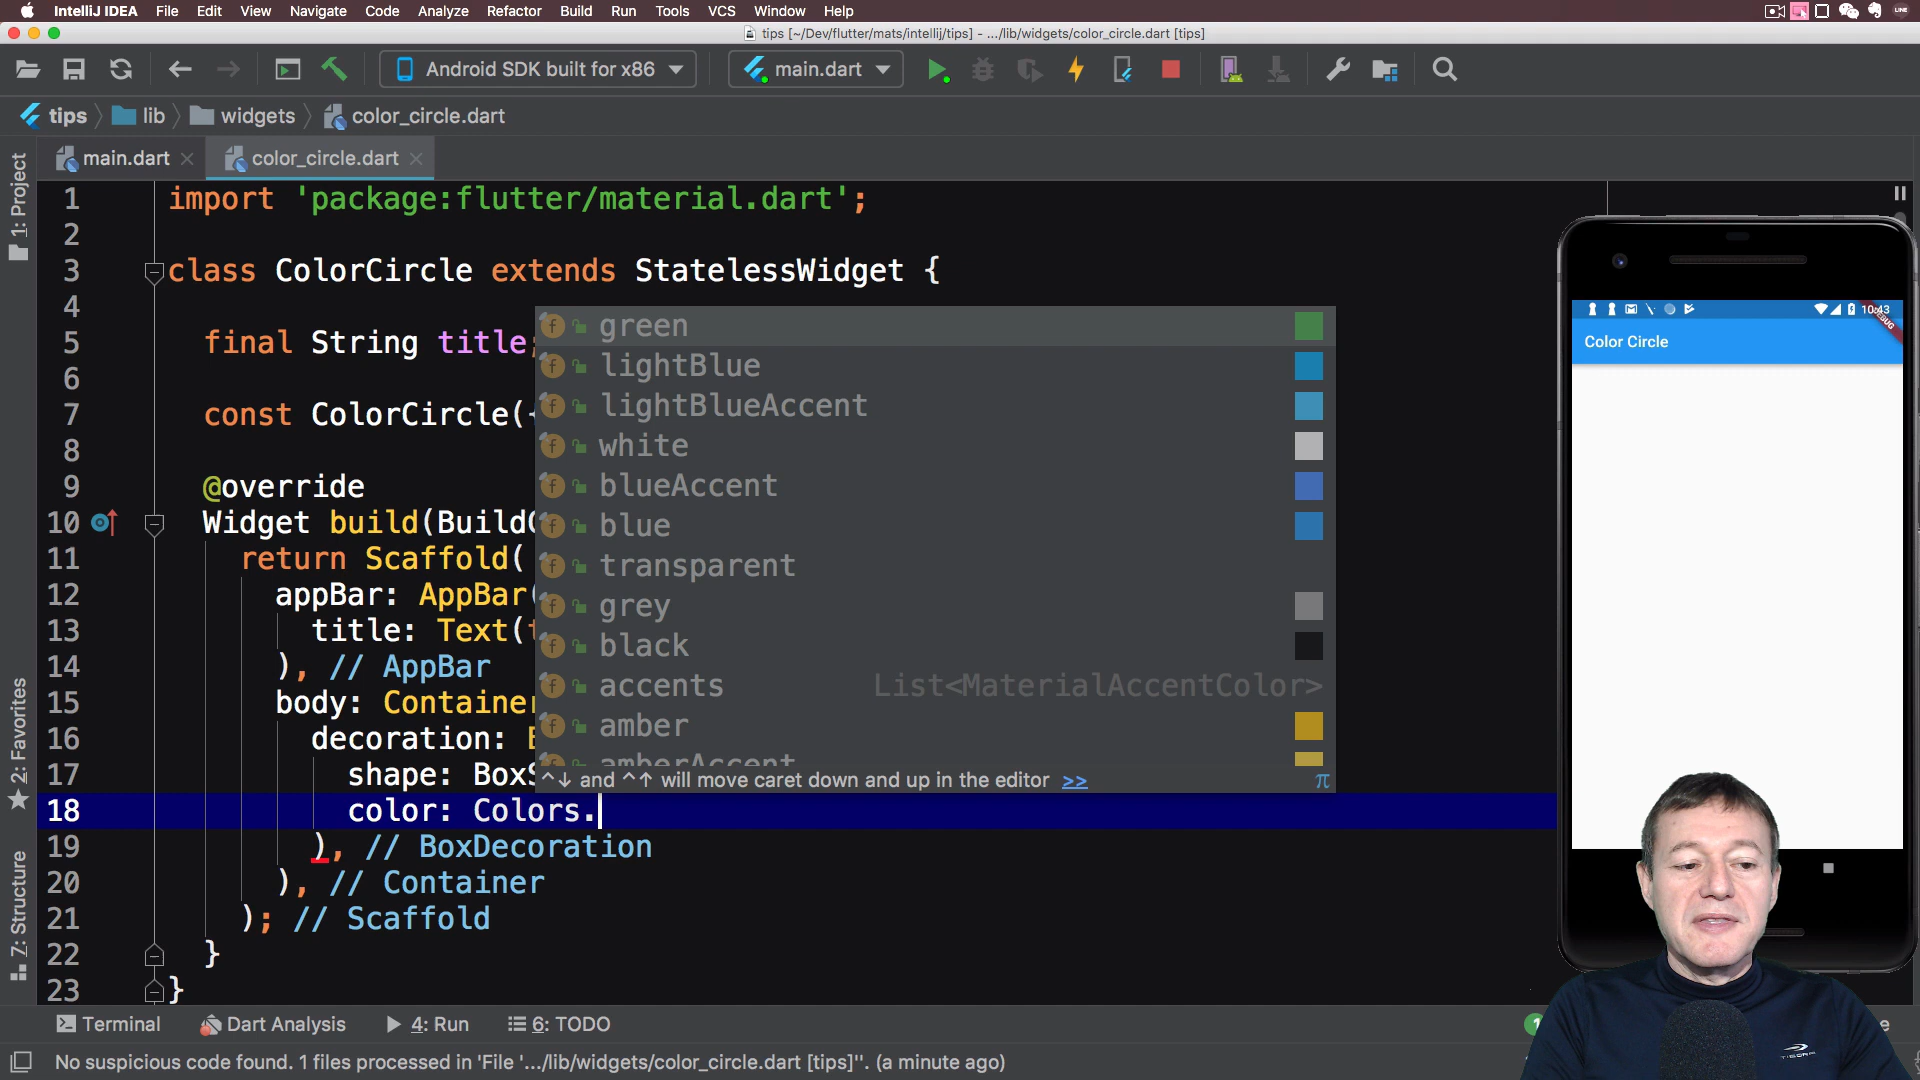 IntelliJ IDEA File Edit View Navigate Code Analyze Refactor Build Run Tools VCS Window Help
tips [~/Dev/flutter/mats/intellij/tips] - .../lib/widgets/color_circle.dart [tips]
Android SDK built for x86 main.dart
tips lib widgets color_circle.dart
main.dart color_circle.dart
1: Project
2: Favorites
7: Structure
1 import 'package:flutter/material.dart';
2
3 class ColorCircle extends StatelessWidget {
4
5 final String title;
6
7 const ColorCircle({
8
9 @override
10 Widget build(Build
11 return Scaffold(
12 appBar: AppBar(
13 title: Text(
14 ), // AppBar
15 body: Container
16 decoration:
17 shape: Box
18 color: Colors.
19 ), // BoxDecoration
20 ), // Container
21 ); // Scaffold
22 }
23 }
green
lightBlue
lightBlueAccent
white
blueAccent
blue
transparent
grey
black
accents List<MaterialAccentColor>
amber
amberAccent
^↓ and ^↑ will move caret down and up in the editor >> π
10:43
DEBUG
Color Circle
TIGORA
Terminal Dart Analysis 4: Run 6: TODO
1
No suspicious code found. 1 files processed in 'File '.../lib/widgets/color_circle.dart [tips]''. (a minute ago)